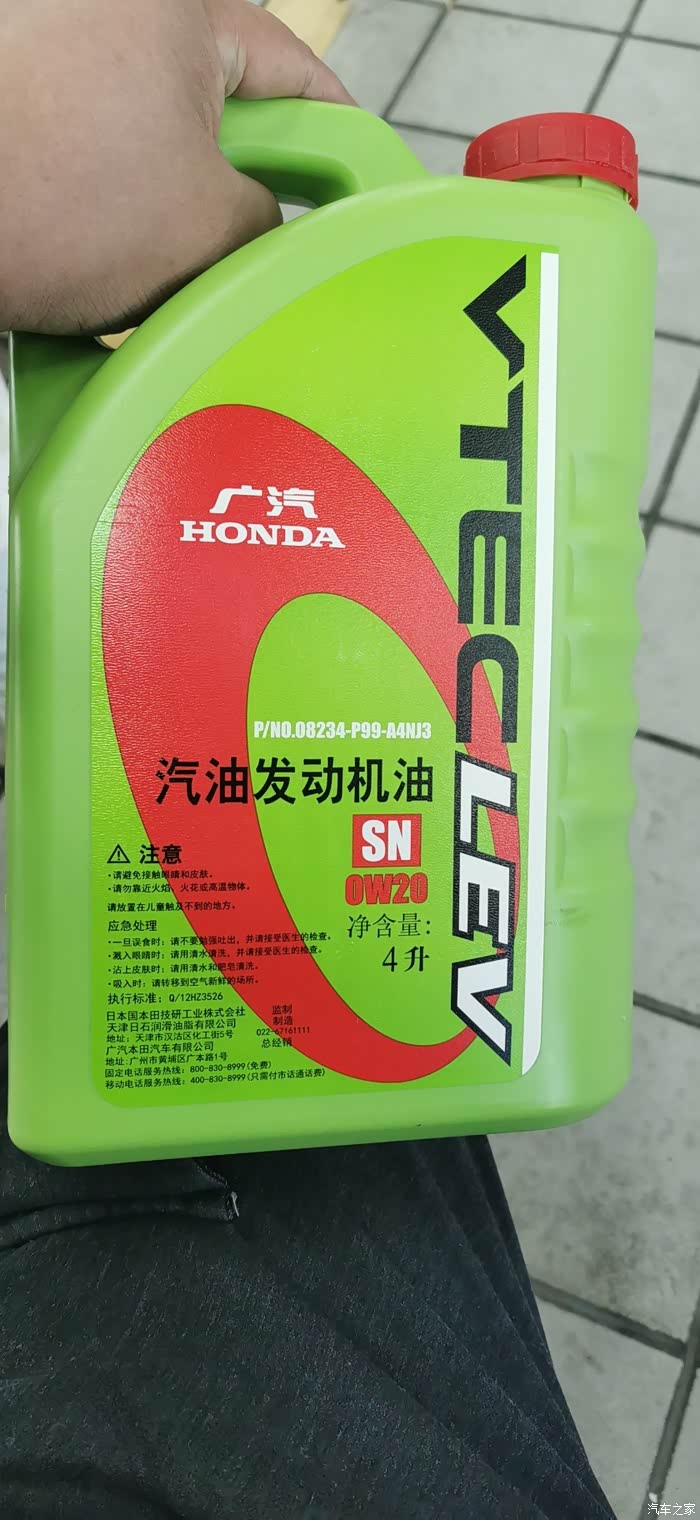 VTECLEV
广汽
HONDA
P/NO.08234-P99-A4NJ3
汽油发动机油
SN
0W20
净含量:
4升
注意
·请避免接触眼睛和皮肤。
·请勿靠近火焰、火花或高温物体。
请放置在儿童触及不到的地方。
应急处理
·一旦误食时: 请不要勉强吐出, 并请接受医生的检查。
·溅入眼睛时: 请用清水清洗, 并请接受医生的检查。
·沾上皮肤时: 请用清水和肥皂清洗。
·吸入时: 请转移到空气新鲜的场所。
执行标准: Q/12HZ3526
日本国本田技研工业株式会社 监制
天津日石润滑油脂有限公司 制造
地址: 天津市汉沽区化工街5号 022-67161111
广汽本田汽车有限公司 总经销
地址:广州市黄埔区广本路1号
固定电话服务热线: 800-830-8999(免费)
移动电话服务热线: 400-830-8999(只需付市话通话费)
汽车之家